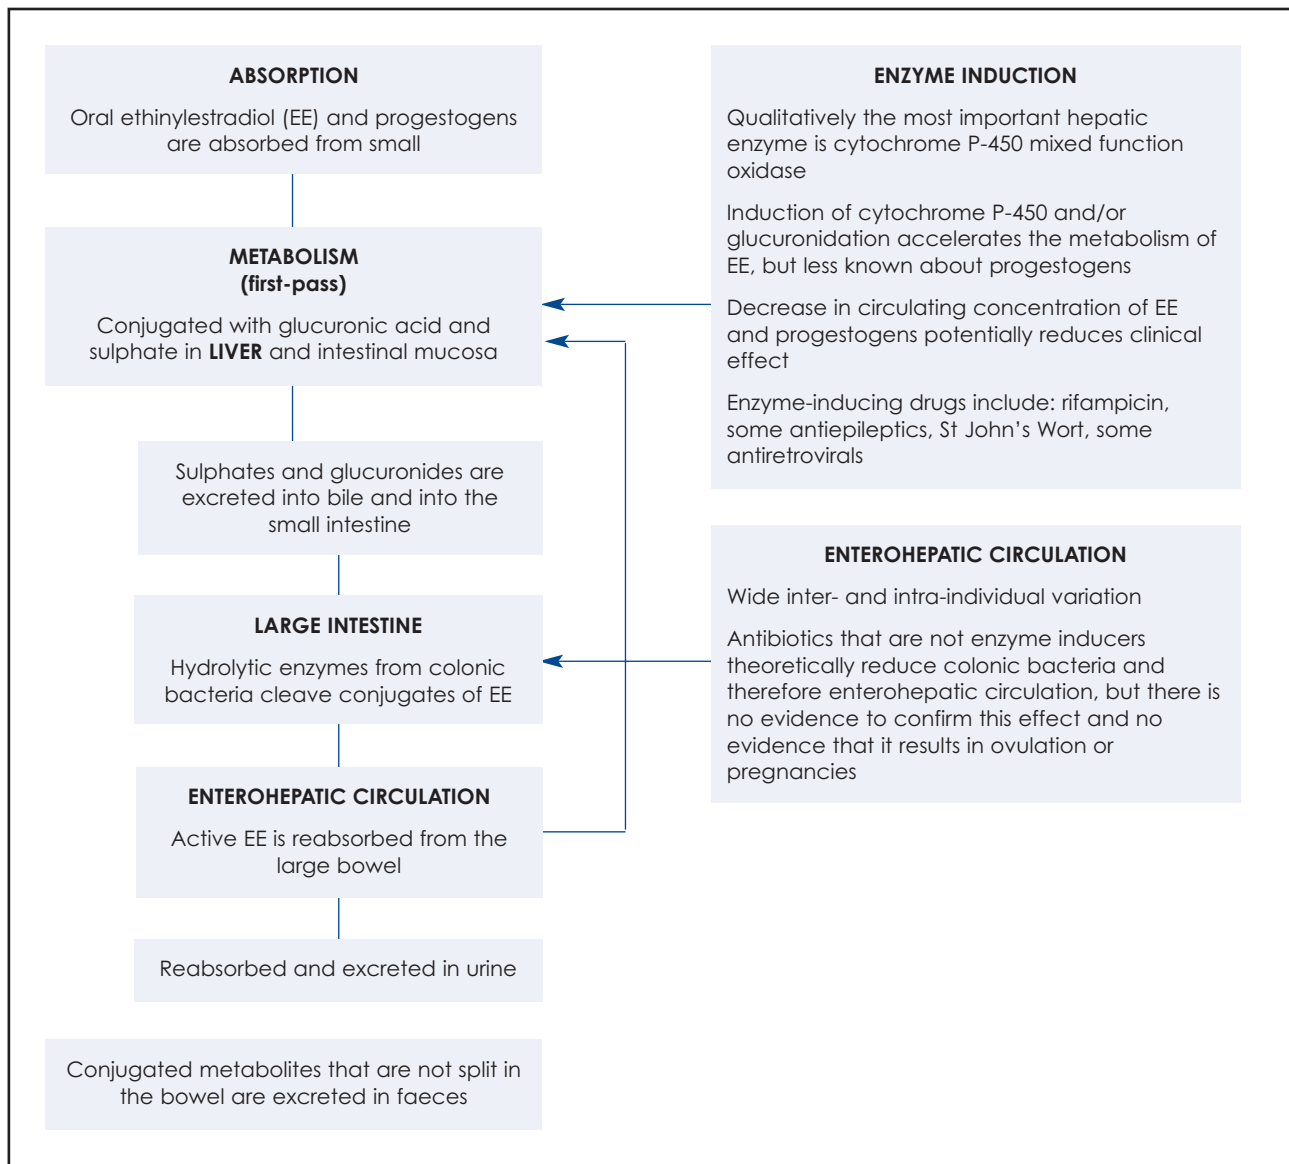 ABSORPTION
Oral ethinylestradiol (EE) and progestogens
are absorbed from small
METABOLISM
(first-pass)
Conjugated with glucuronic acid and
sulphate in LIVER and intestinal mucosa
Sulphates and glucuronides are
excreted into bile and into the
small intestine
LARGE INTESTINE
Hydrolytic enzymes from colonic
bacteria cleave conjugates of EE
ENTEROHEPATIC CIRCULATION
Active EE is reabsorbed from the
large bowel
Reabsorbed and excreted in urine
Conjugated metabolites that are not split in
the bowel are excreted in faeces
ENZYME INDUCTION
Qualitatively the most important hepatic
enzyme is cytochrome P-450 mixed function
oxidase
Induction of cytochrome P-450 and/or
glucuronidation accelerates the metabolism of
EE, but less known about progestogens
Decrease in circulating concentration of EE
and progestogens potentially reduces clinical
effect
Enzyme-inducing drugs include: rifampicin,
some antiepileptics, St John’s Wort, some
antiretrovirals
ENTEROHEPATIC CIRCULATION
Wide inter- and intra-individual variation
Antibiotics that are not enzyme inducers
theoretically reduce colonic bacteria and
therefore enterohepatic circulation, but there is
no evidence to confirm this effect and no
evidence that it results in ovulation or
pregnancies